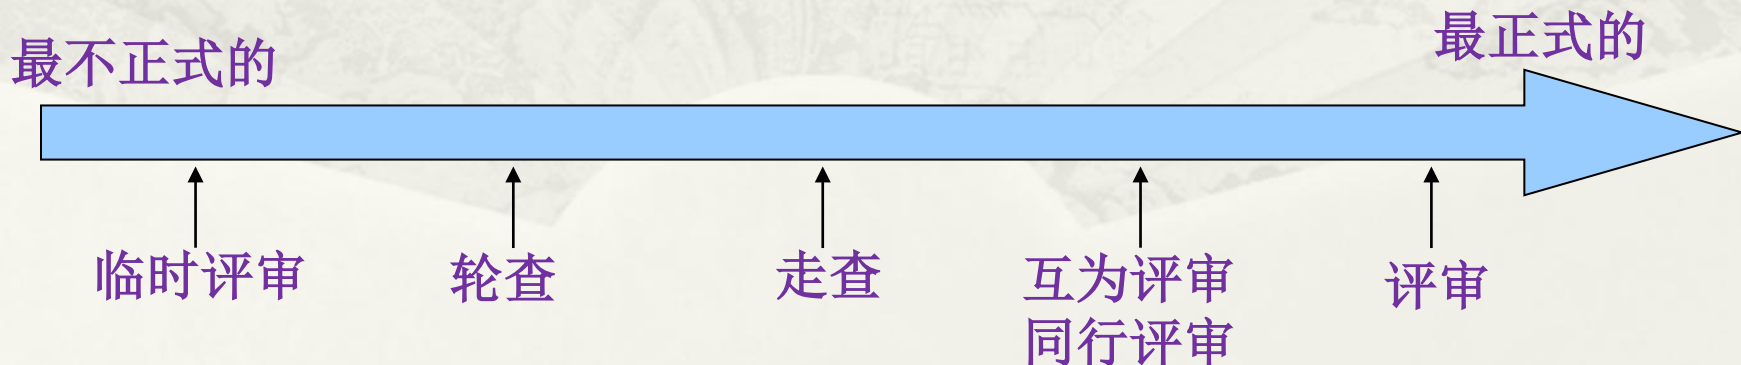 最不正式的
最正式的
临时评审
轮查
走查
互为评审
同行评审
评审